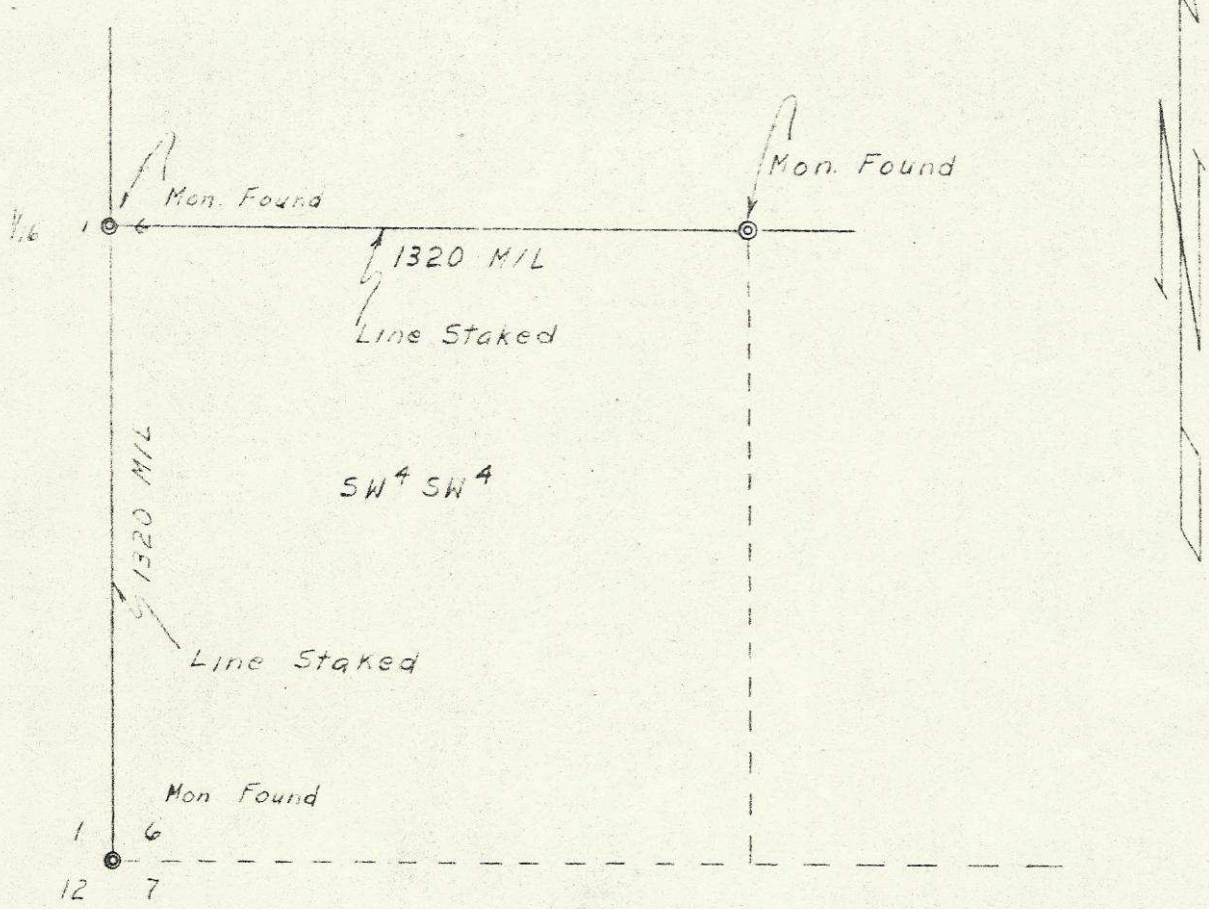 Mon. Found
Mon. Found
1/16 1 6
1320 M/L
Line Staked
1320 M/L
SW⁴ SW⁴
Line Staked
Mon Found
1 6
12 7